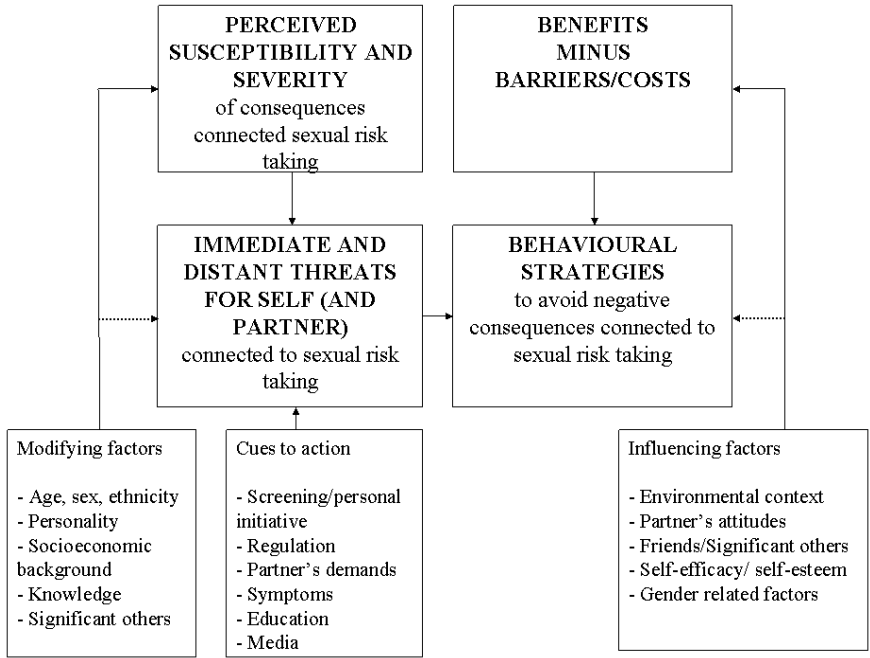 PERCEIVED
SUSCEPTIBILITY AND
SEVERITY
of consequences
connected sexual risk
taking
BENEFITS
MINUS
BARRIERS/COSTS
IMMEDIATE AND
DISTANT THREATS
FOR SELF (AND
PARTNER)
connected to sexual risk
taking
BEHAVIOURAL
STRATEGIES
to avoid negative
consequences connected to
sexual risk taking
Modifying factors
- Age, sex, ethnicity
- Personality
- Socioeconomic
background
- Knowledge
- Significant others
Cues to action
- Screening/personal
initiative
- Regulation
- Partner’s demands
- Symptoms
- Education
- Media
Influencing factors
- Environmental context
- Partner’s attitudes
- Friends/Significant others
- Self-efficacy/ self-esteem
- Gender related factors